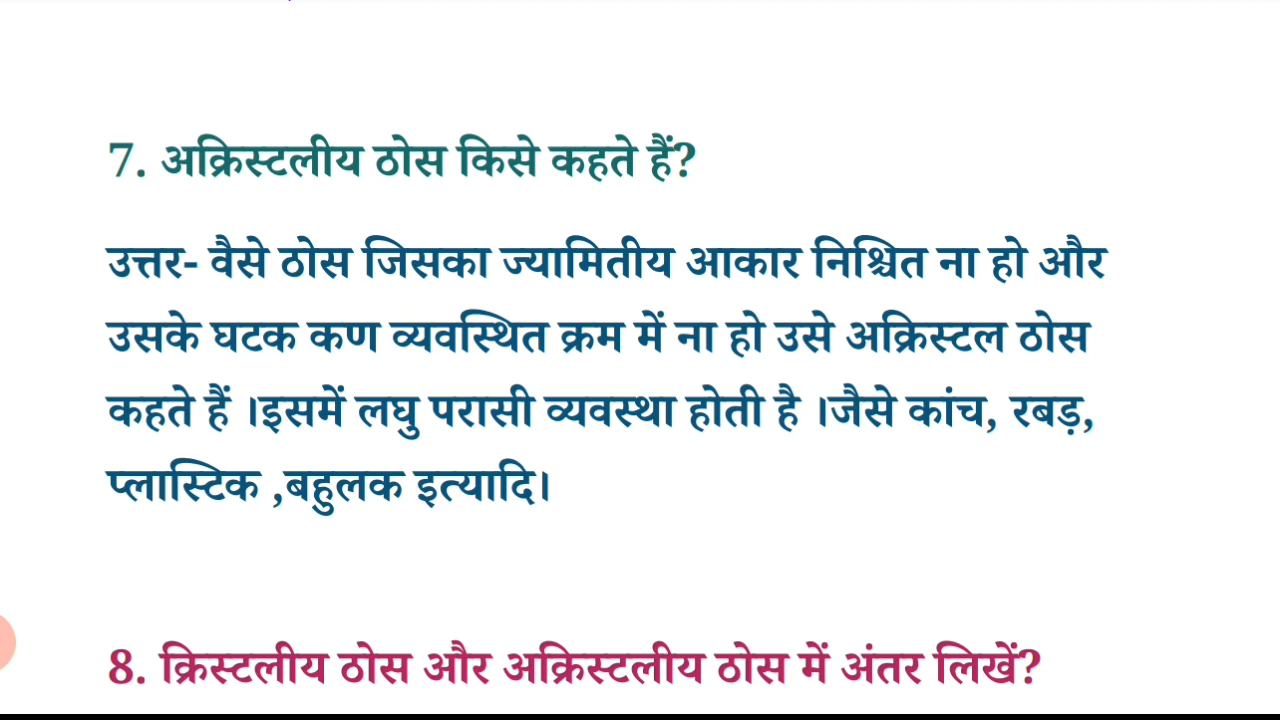 7. अक्रिस्टलीय ठोस किसे कहते हैं?
उत्तर- वैसे ठोस जिसका ज्यामितीय आकार निश्चित ना हो और
उसके घटक कण व्यवस्थित क्रम में ना हो उसे अक्रिस्टल ठोस
कहते हैं ।इसमें लघु परासी व्यवस्था होती है ।जैसे कांच, रबड़,
प्लास्टिक ,बहुलक इत्यादि।
8. क्रिस्टलीय ठोस और अक्रिस्टलीय ठोस में अंतर लिखें?